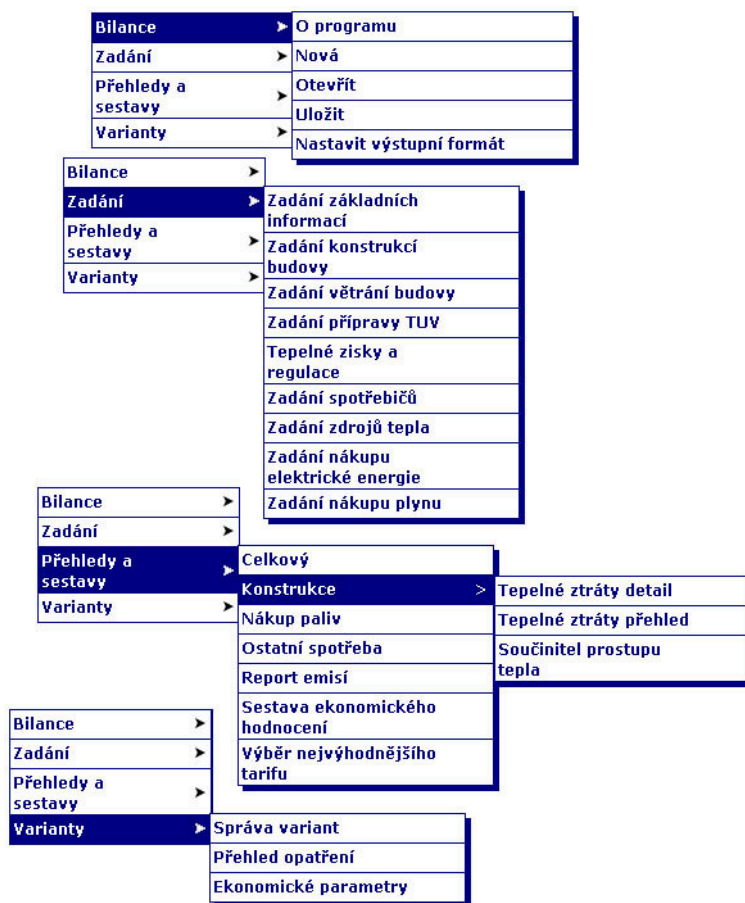 Bilance
Zadání
Přehledy a
sestavy
Varianty
O programu
Nová
Otevřít
Uložit
Nastavit výstupní formát
Bilance
Zadání
Přehledy a
sestavy
Varianty
Zadání základních
informací
Zadání konstrukcí
budovy
Zadání větrání budovy
Zadání přípravy TUV
Tepelné zisky a
regulace
Zadání spotřebičů
Zadání zdrojů tepla
Zadání nákupu
elektrické energie
Zadání nákupu plynu
Bilance
Zadání
Přehledy a
sestavy
Varianty
Celkový
Konstrukce >
Nákup paliv
Ostatní spotřeba
Report emisí
Sestava ekonomického
hodnocení
Výběr nejvýhodnějšího
tarifu
Tepelné ztráty detail
Tepelné ztráty přehled
Součinitel prostupu
tepla
Bilance
Zadání
Přehledy a
sestavy
Varianty
Správa variant
Přehled opatření
Ekonomické parametry